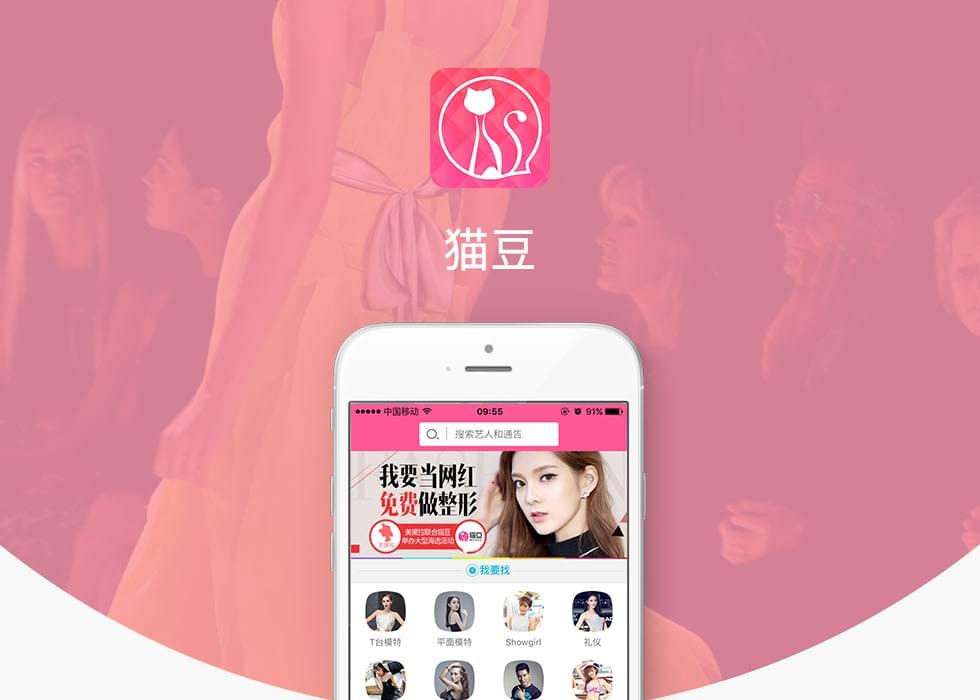 猫豆
中国移动 09:55 91%
搜索艺人和通告
我要当网红
免费做整形
美黛拉联合猫豆
举办大型海选活动
猫豆
我要找
T台模特 平面模特 Showgirl 礼仪